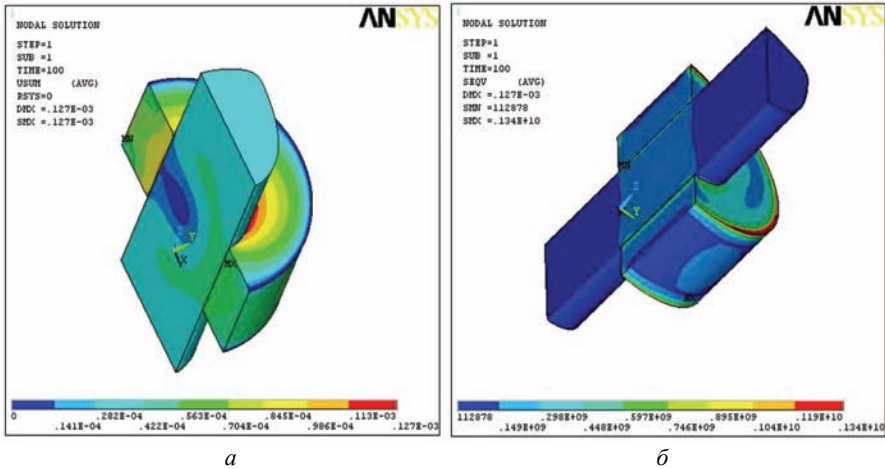 ANSYS
NODAL SOLUTION
STEP=1
SUB =1
TIME=100
USUM (AVG)
RSYS=0
DMX =.127E-03
SMX =.127E-03
MN
Z
Y
X
MX
0 .282E-04 .563E-04 .845E-04 .113E-03
.141E-04 .422E-04 .704E-04 .986E-04 .127E-03
а
1
ANSYS
NODAL SOLUTION
STEP=1
SUB =1
TIME=100
SEQV (AVG)
DMX =.127E-03
SMN =112878
SMX =.134E+10
Y
112878 .298E+09 .597E+09 .895E+09 .119E+10
.149E+09 .448E+09 .746E+09 .104E+10 .134E+10
б